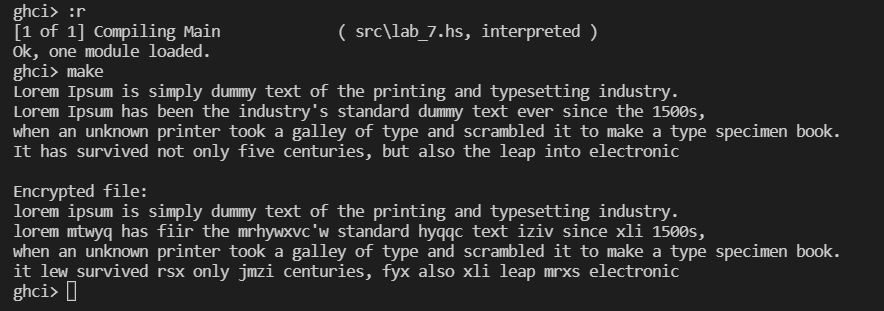 ghci> :r
[1 of 1] Compiling Main             ( src\lab_7.hs, interpreted )
Ok, one module loaded.
ghci> make
Lorem Ipsum is simply dummy text of the printing and typesetting industry.
Lorem Ipsum has been the industry's standard dummy text ever since the 1500s,
when an unknown printer took a galley of type and scrambled it to make a type specimen book.
It has survived not only five centuries, but also the leap into electronic
Encrypted file:
lorem ipsum is simply dummy text of the printing and typesetting industry.
lorem mtwyq has fiir the mrhywxvc'w standard hyqqc text iziv since xli 1500s,
when an unknown printer took a galley of type and scrambled it to make a type specimen book.
it lew survived rsx only jmzi centuries, fyx also xli leap mrxs electronic
ghci>